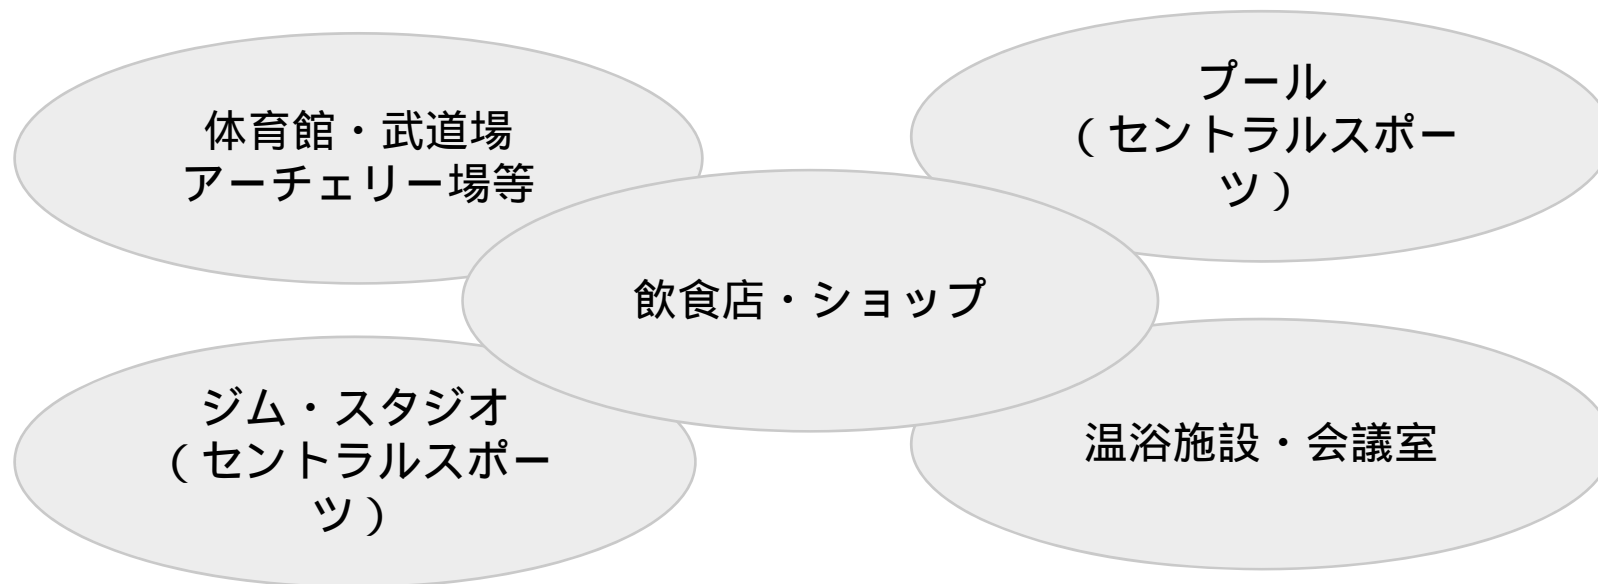 体育館・武道場
アーチェリー場等
プール
（セントラルスポー
ツ）
飲食店・ショップ
ジム・スタジオ
（セントラルスポー
ツ）
温浴施設・会議室